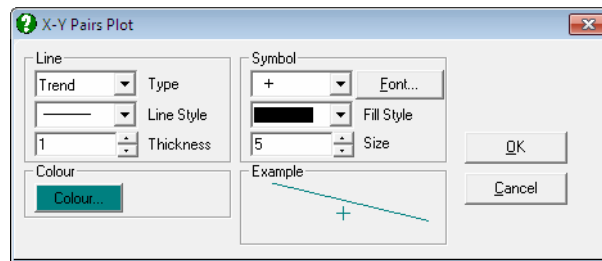 X-Y Pairs Plot
Line
Trend
Type
Line Style
1
Thickness
Colour
Colour...
Symbol
+
Font...
Fill Style
5
Size
Example
OK
Cancel